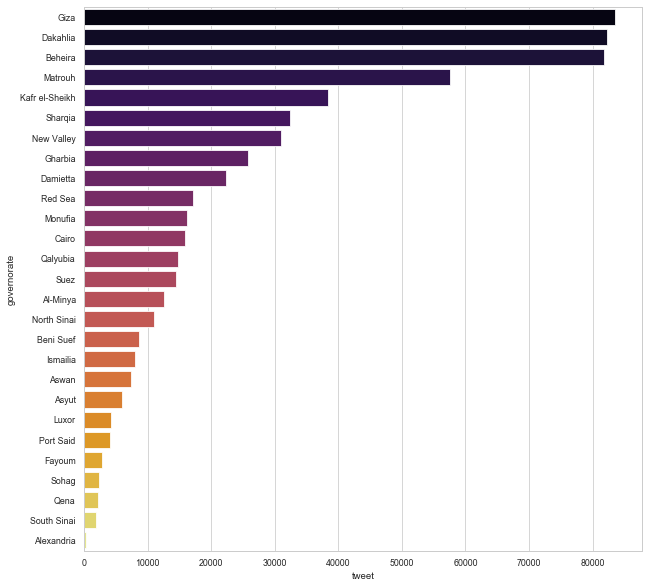 Giza
Dakahlia
Beheira
Matrouh
Kafr el-Sheikh
Sharqia
New Valley
Gharbia
Damietta
Red Sea
Monufia
Cairo
Qalyubia
Suez
Al-Minya
North Sinai
Beni Suef
Ismailia
Aswan
Asyut
Luxor
Port Said
Fayoum
Sohag
Qena
South Sinai
Alexandria
governorate
0 10000 20000 30000 40000 50000 60000 70000 80000
tweet